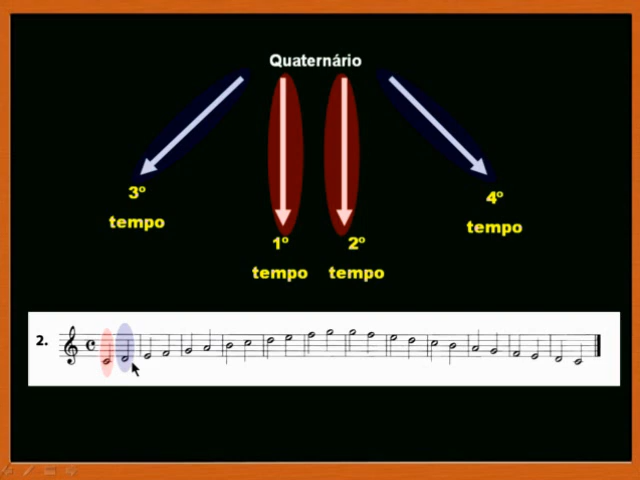 Quaternário
3º
tempo
1º
tempo
2º
tempo
4º
tempo
2.